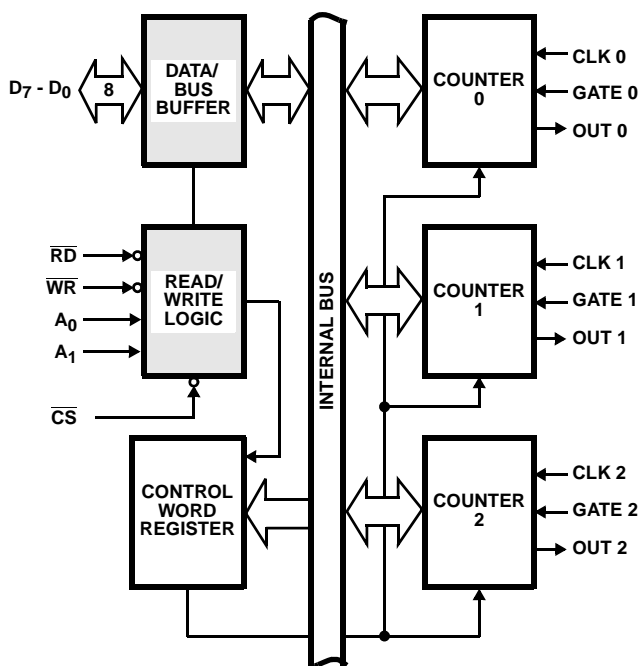 D7 - D0
8
DATA/
BUS
BUFFER
COUNTER
0
CLK 0
GATE 0
OUT 0
RD
WR
A0
A1
CS
READ/
WRITE
LOGIC
INTERNAL BUS
COUNTER
1
CLK 1
GATE 1
OUT 1
CONTROL
WORD
REGISTER
COUNTER
2
CLK 2
GATE 2
OUT 2